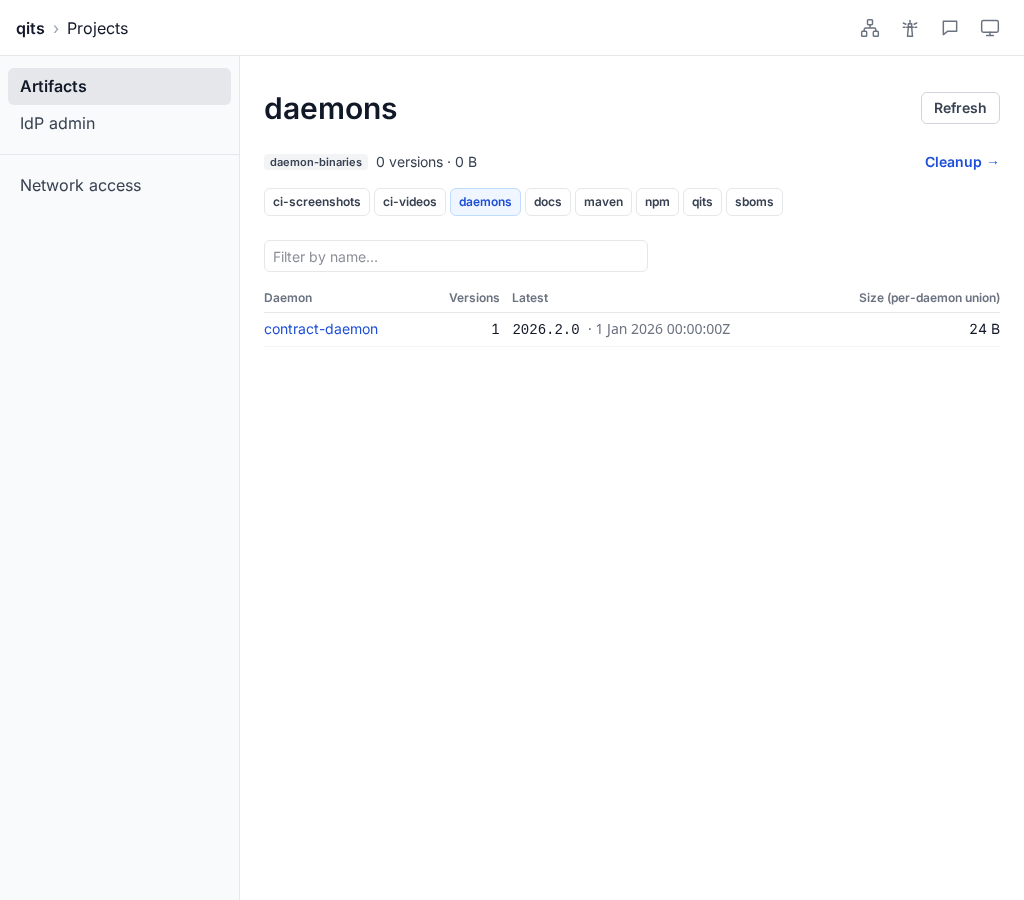 qits › Projects
Artifacts
IdP admin
Network access
daemons
Refresh
daemon-binaries 0 versions · 0 B
Cleanup →
ci-screenshots ci-videos daemons docs maven npm qits sboms
Filter by name...
Daemon Versions Latest Size (per-daemon union)
contract-daemon 1 2026.2.0 · 1 Jan 2026 00:00:00Z 24 B